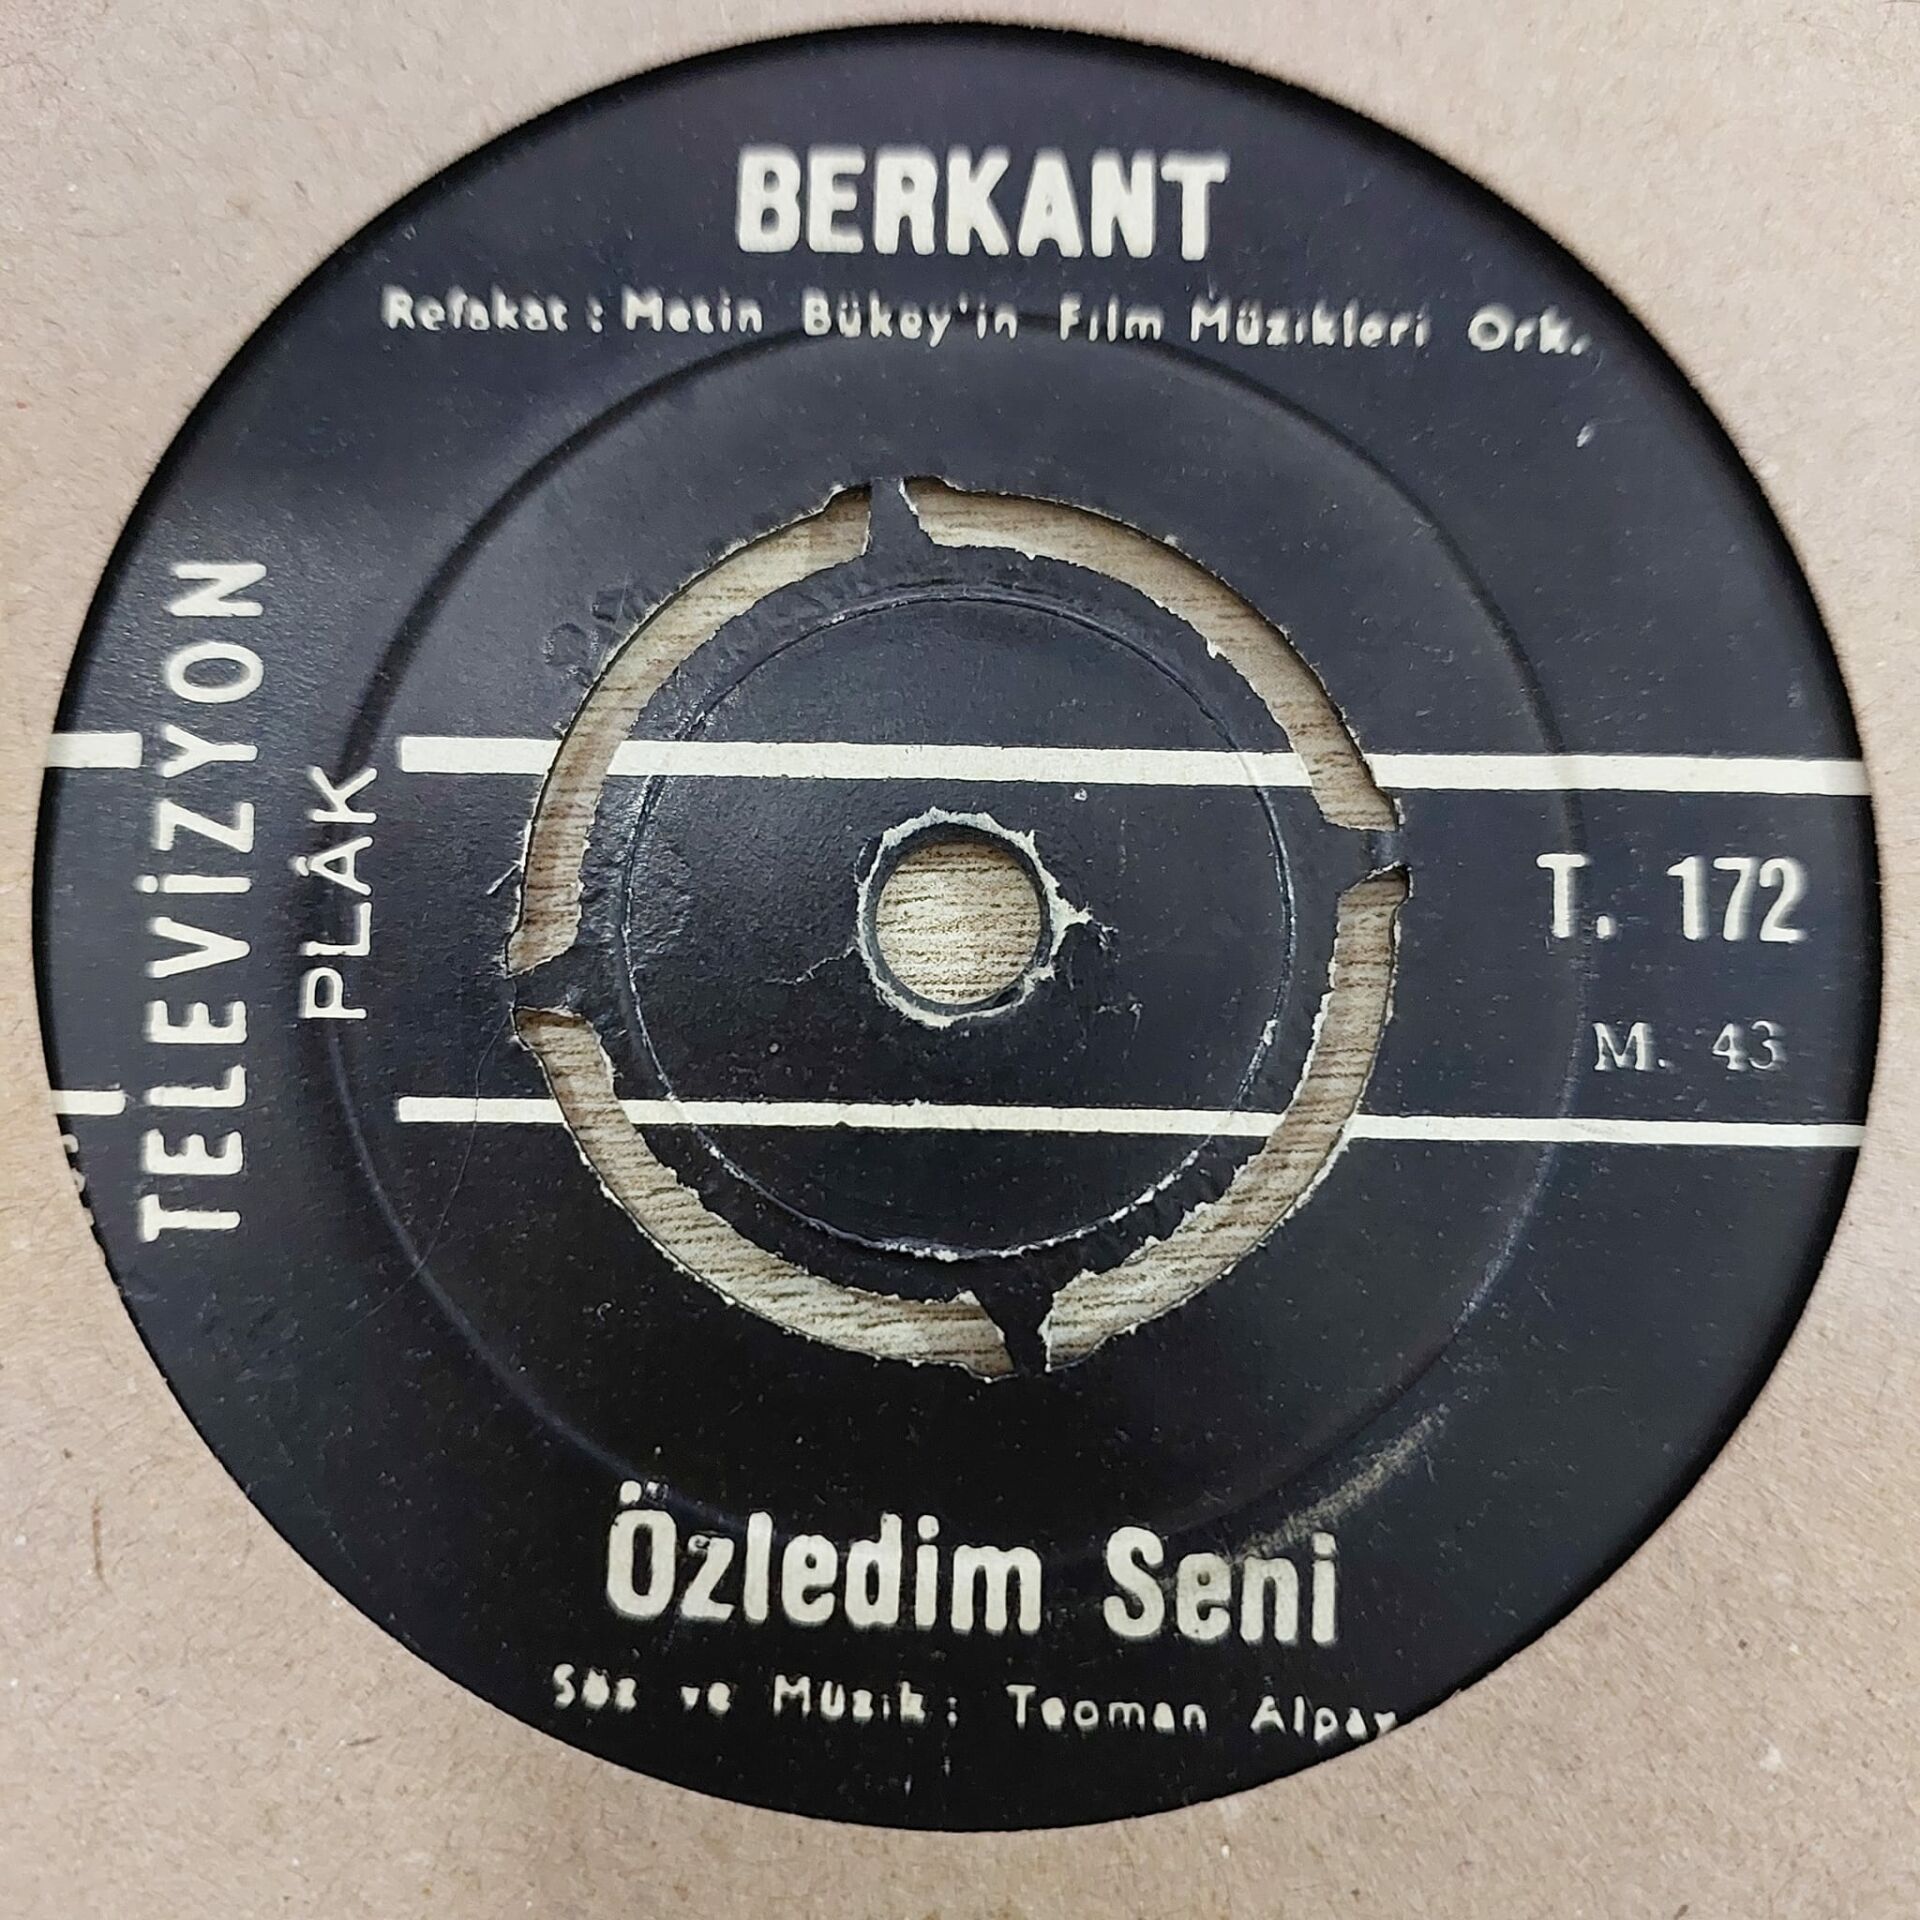 BERKANT
Refakat : Metin Bükey'in Film Müzikleri Ork.
TELEVİZYON
PLÂK
T. 172
M. 43
Özledim Seni
Söz ve Müzik : Teoman Alpay